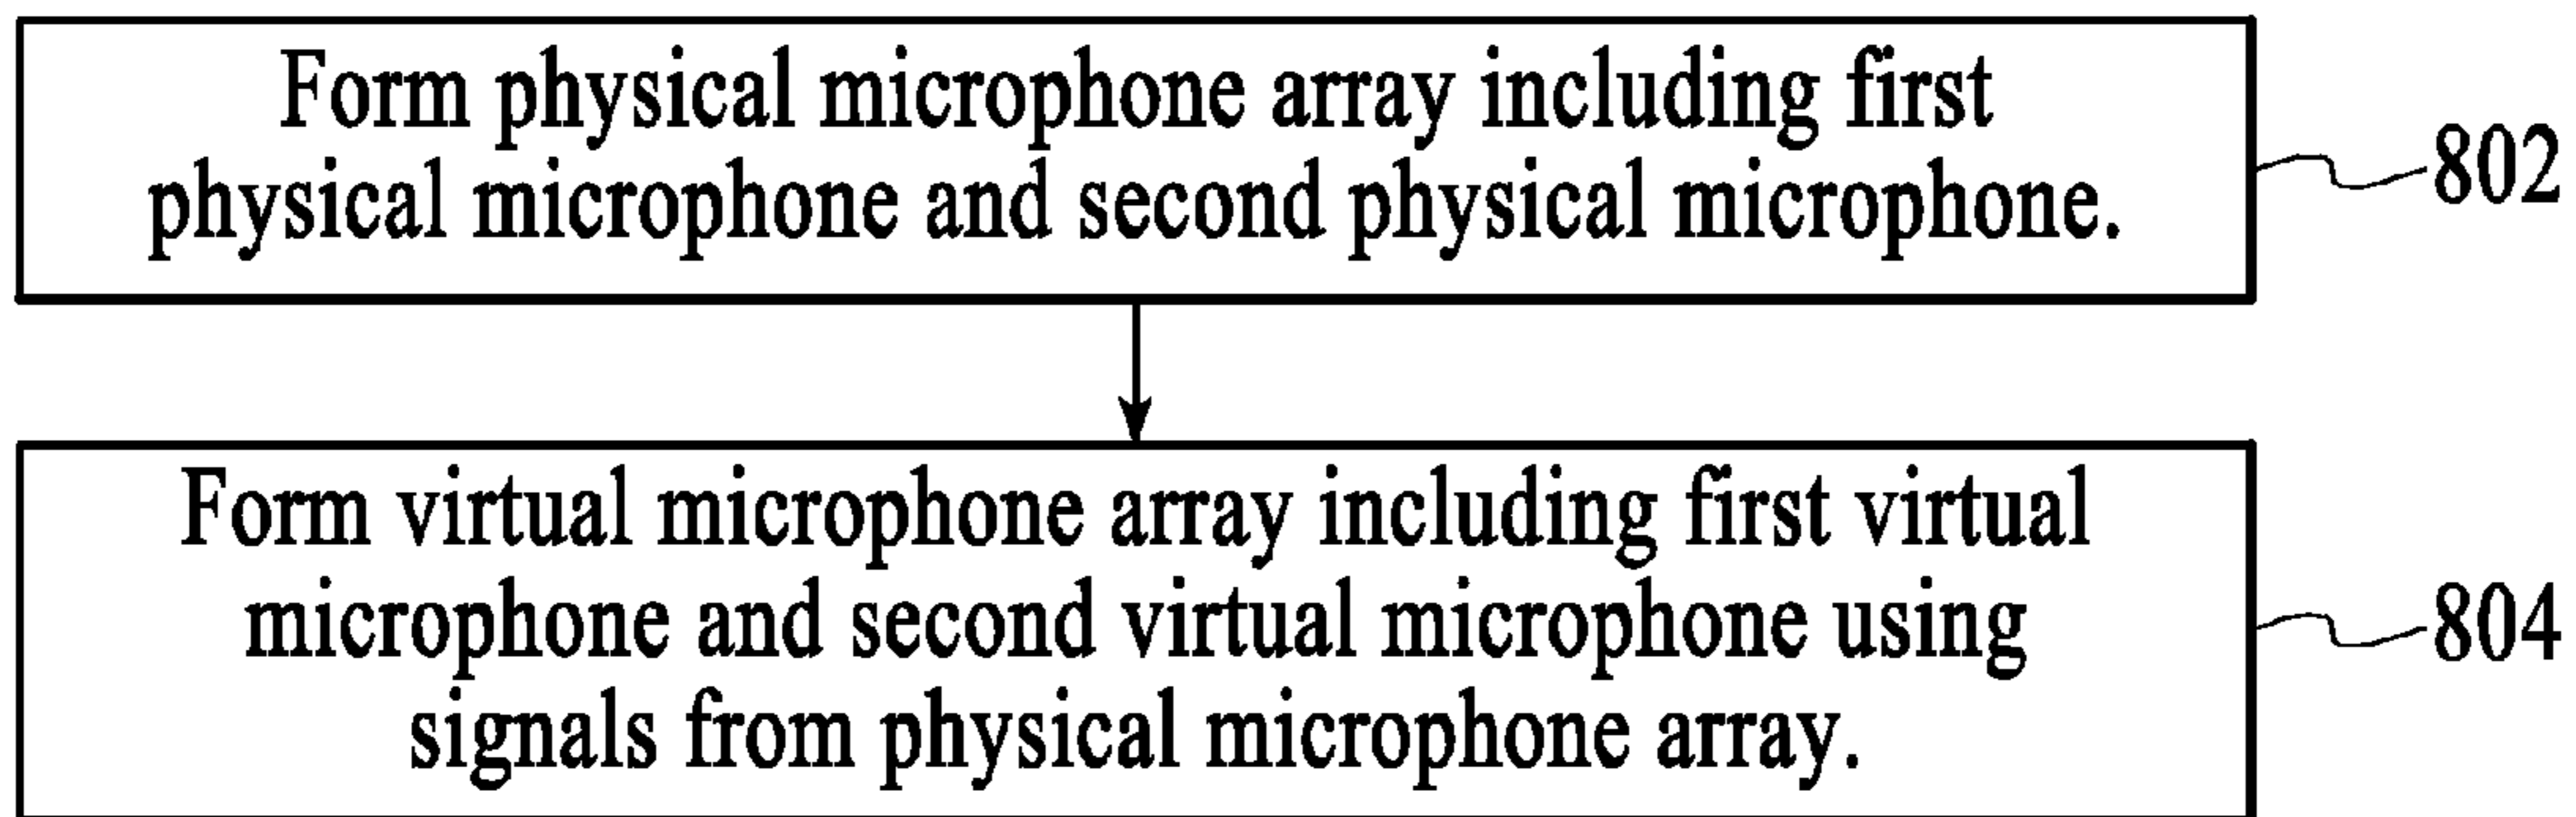 Form physical microphone array including first
physical microphone and second physical microphone.
802
Form virtual microphone array including first virtual
microphone and second virtual microphone using
signals from physical microphone array.
804